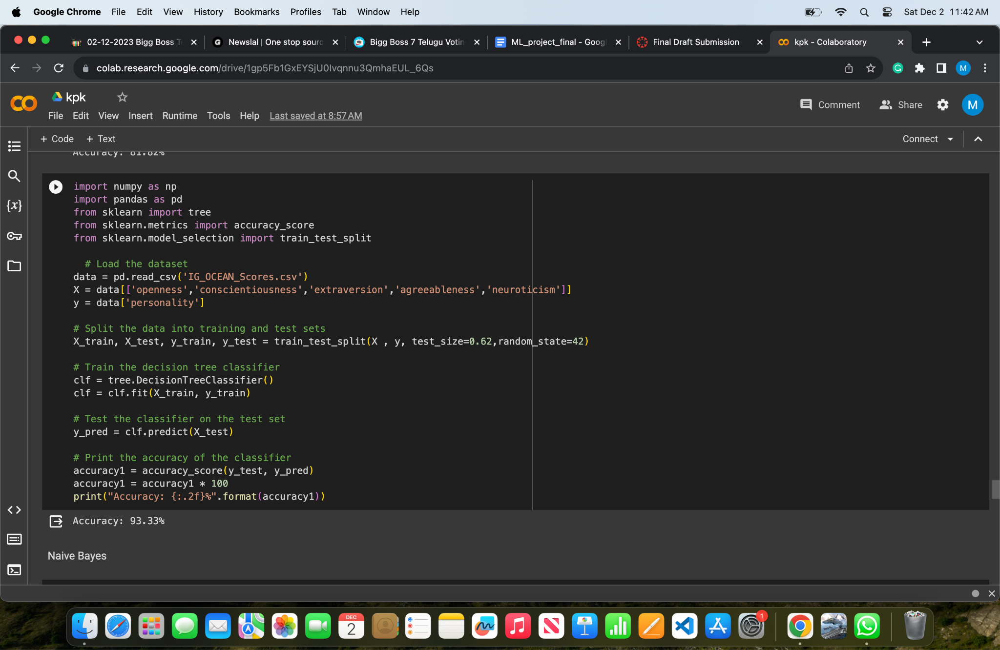 Google Chrome File Edit View History Bookmarks Profiles Tab Window Help Sat Dec 2 11:42 AM
02-12-2023 Bigg Boss T Newslal | One stop sourc Bigg Boss 7 Telugu Votin ML_project_final - Goog Final Draft Submission kpk - Colaboratory
colab.research.google.com/drive/1gp5Fb1GxEYSjU0lvqnnu3QmhaEUL_6Qs G M
kpk Comment Share M
File Edit View Insert Runtime Tools Help Last saved at 8:57 AM
+ Code + Text Connect
Accuracy: 81.82%
import numpy as np
import pandas as pd
from sklearn import tree
from sklearn.metrics import accuracy_score
from sklearn.model_selection import train_test_split
# Load the dataset
data = pd.read_csv('IG_OCEAN_Scores.csv')
X = data[['openness','conscientiousness','extraversion','agreeableness','neuroticism']]
y = data['personality']
# Split the data into training and test sets
X_train, X_test, y_train, y_test = train_test_split(X , y, test_size=0.62,random_state=42)
# Train the decision tree classifier
clf = tree.DecisionTreeClassifier()
clf = clf.fit(X_train, y_train)
# Test the classifier on the test set
y_pred = clf.predict(X_test)
# Print the accuracy of the classifier
accuracy1 = accuracy_score(y_test, y_pred)
accuracy1 = accuracy1 * 100
print("Accuracy: {:.2f}%".format(accuracy1))
Accuracy: 93.33%
Naive Bayes
DEC
2
1